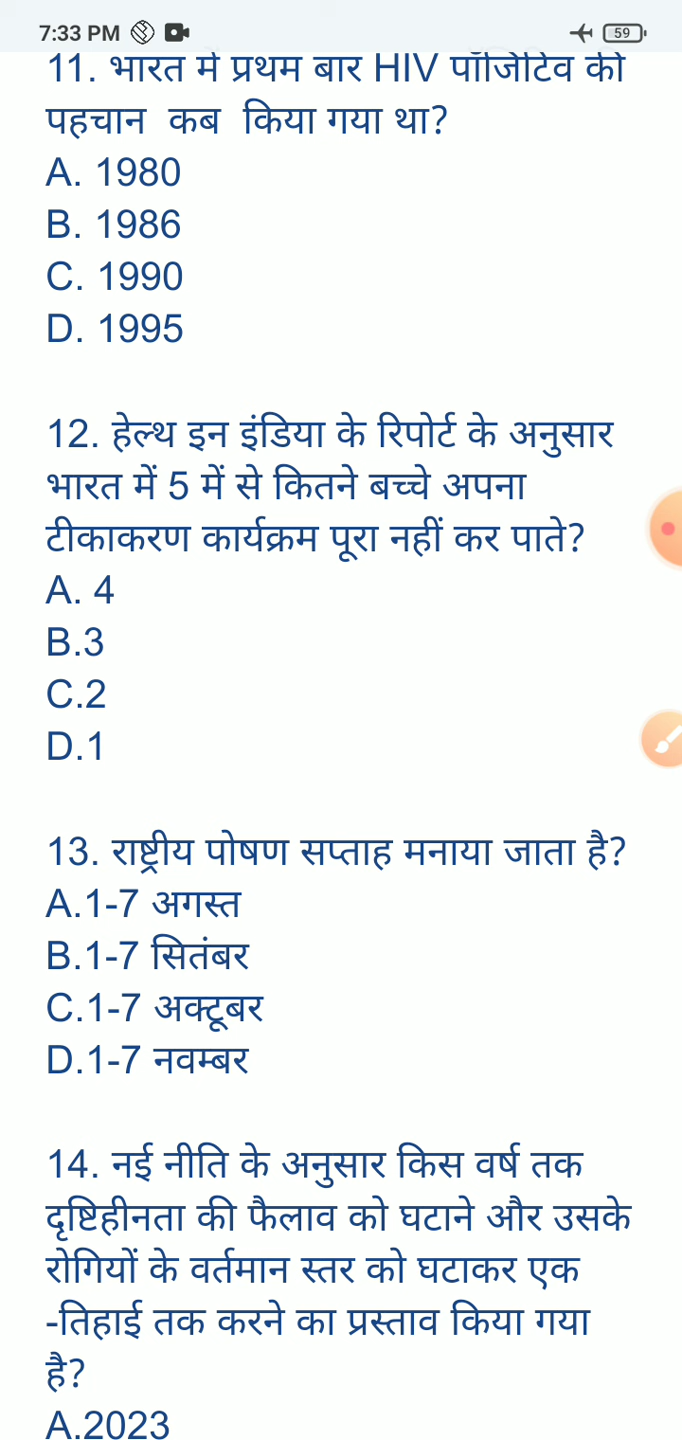 7:33 PM 59
11. भारत में प्रथम बार HIV पॉजिटिव की
पहचान कब किया गया था?
A. 1980
B. 1986
C. 1990
D. 1995
12. हेल्थ इन इंडिया के रिपोर्ट के अनुसार
भारत में 5 में से कितने बच्चे अपना
टीकाकरण कार्यक्रम पूरा नहीं कर पाते?
A. 4
B.3
C.2
D.1
13. राष्ट्रीय पोषण सप्ताह मनाया जाता है?
A.1-7 अगस्त
B.1-7 सितंबर
C.1-7 अक्टूबर
D.1-7 नवम्बर
14. नई नीति के अनुसार किस वर्ष तक
दृष्टिहीनता की फैलाव को घटाने और उसके
रोगियों के वर्तमान स्तर को घटाकर एक
-तिहाई तक करने का प्रस्ताव किया गया
है?
A.2023